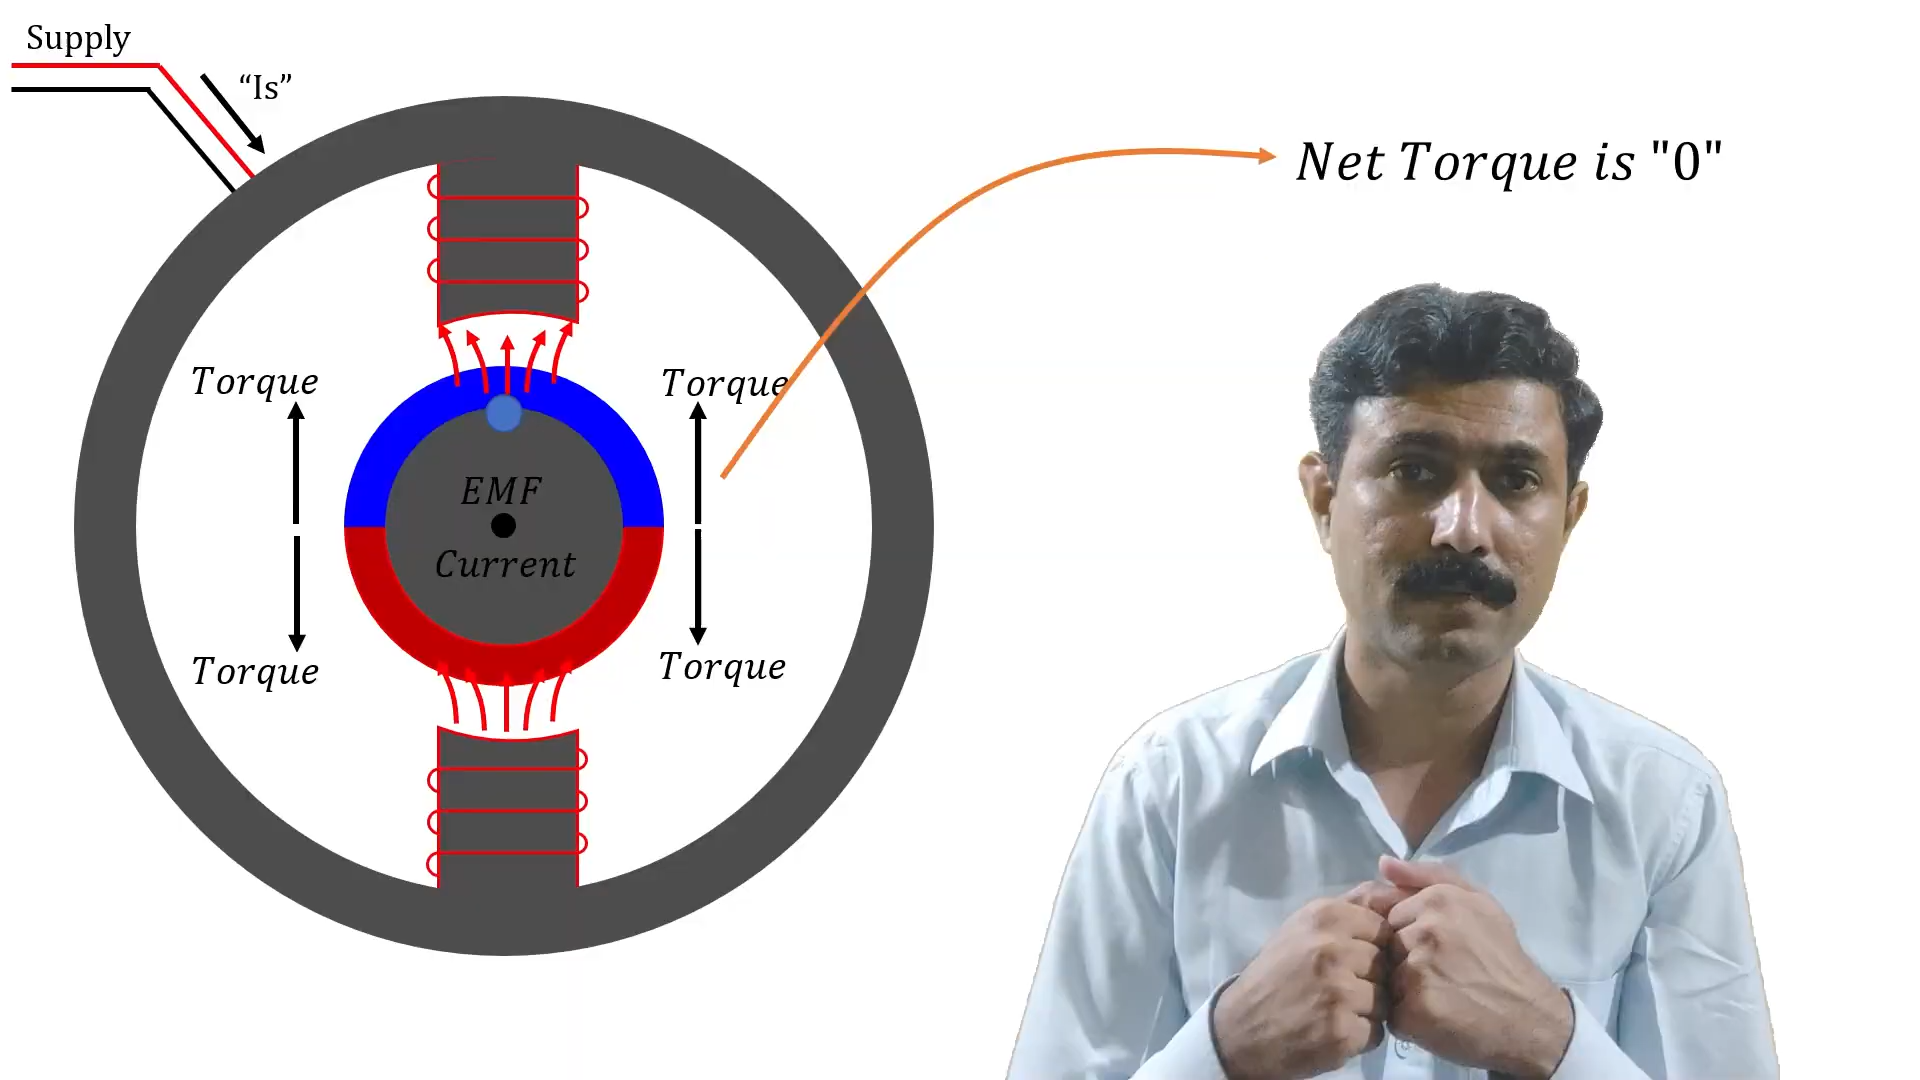 Supply
“Is”
Net Torque is "0"
Torque
Torque
EMF
Current
Torque
Torque